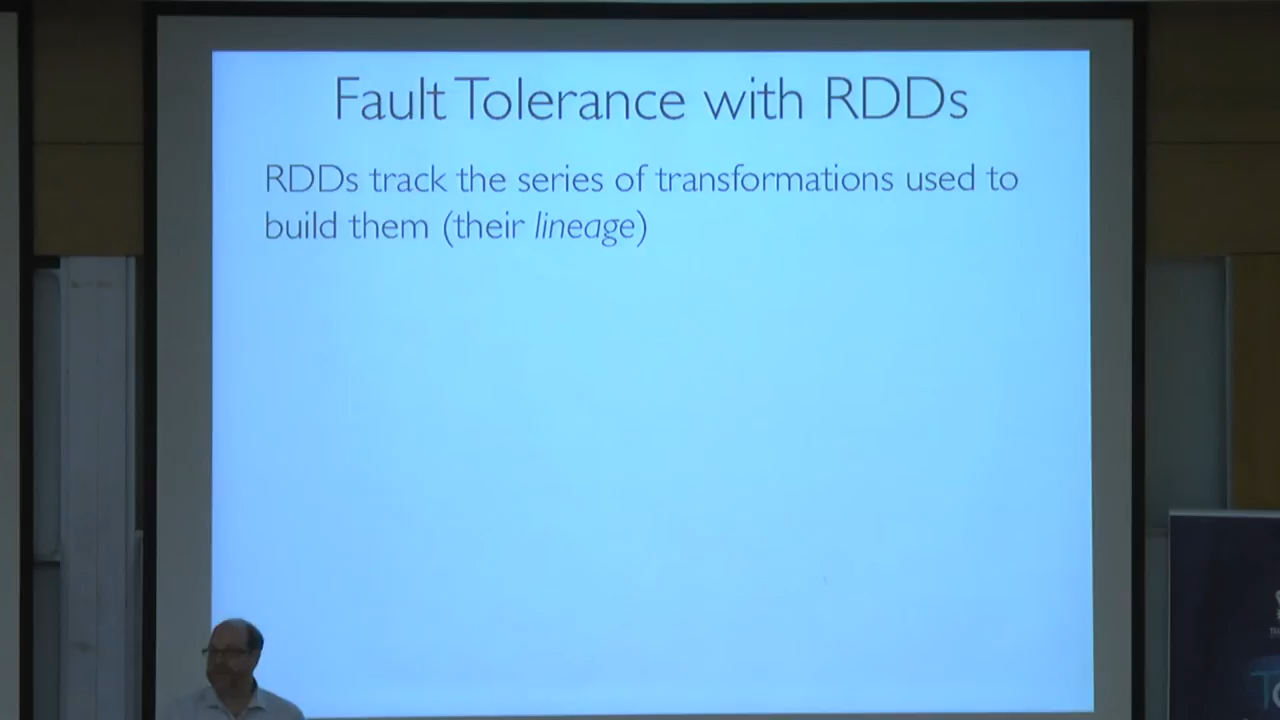 Fault Tolerance with RDDs
RDDs track the series of transformations used to
build them (their lineage)